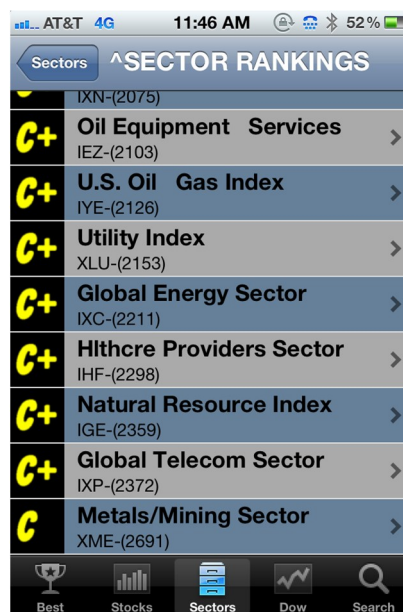 AT&T 4G 11:46 AM 52%
Sectors ^SECTOR RANKINGS
IXN-(2075)
C+ Oil Equipment Services
IEZ-(2103)
C+ U.S. Oil Gas Index
IYE-(2126)
C+ Utility Index
XLU-(2153)
C+ Global Energy Sector
IXC-(2211)
C+ Hlthcre Providers Sector
IHF-(2298)
C+ Natural Resource Index
IGE-(2359)
C+ Global Telecom Sector
IXP-(2372)
C Metals/Mining Sector
XME-(2691)
Best Stocks Sectors Dow Search